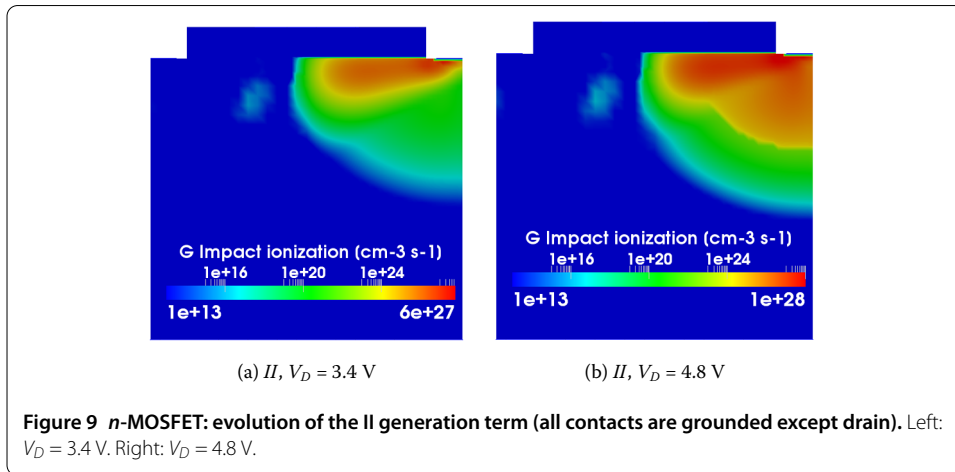 G Impact ionization (cm-3 s-1)
1e+16 1e+20 1e+24
1e+13 6e+27
G Impact ionization (cm-3 s-1)
1e+16 1e+20 1e+24
1e+13 1e+28
(a) II, V_D = 3.4 V
(b) II, V_D = 4.8 V
Figure 9 n-MOSFET: evolution of the II generation term (all contacts are grounded except drain). Left:
V_D = 3.4 V. Right: V_D = 4.8 V.